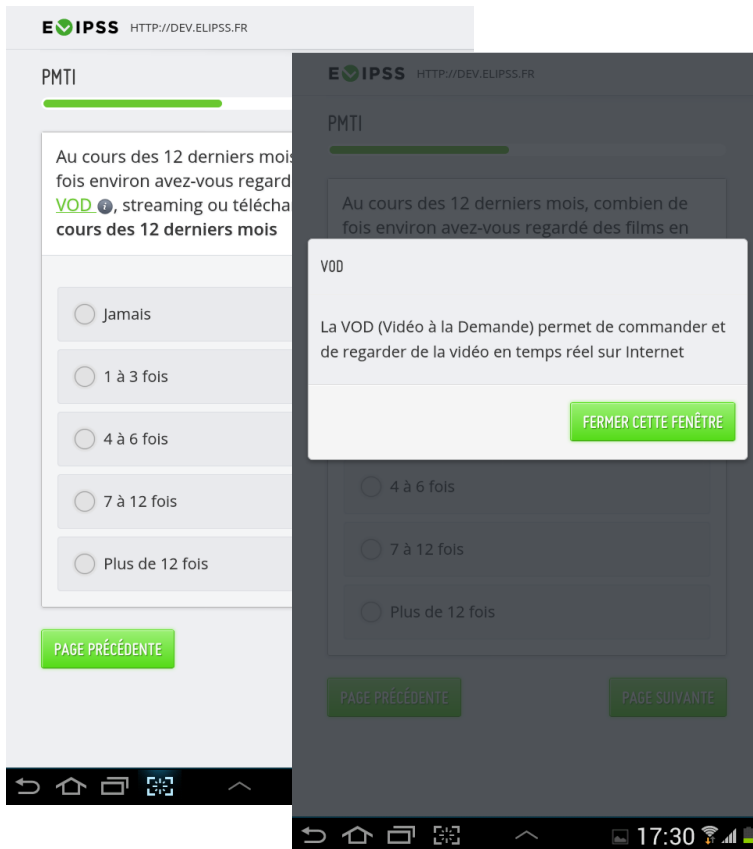 ELIPSS HTTP://DEV.ELIPSS.FR
PMTI
Au cours des 12 derniers mois
fois environ avez-vous regard
VOD , streaming ou télécha
cours des 12 derniers mois
Jamais
1 à 3 fois
4 à 6 fois
7 à 12 fois
Plus de 12 fois
PAGE PRÉCÉDENTE
ELIPSS HTTP://DEV.ELIPSS.FR
PMTI
Au cours des 12 derniers mois, combien de
fois environ avez-vous regardé des films en
VOD
La VOD (Vidéo à la Demande) permet de commander et
de regarder de la vidéo en temps réel sur Internet
FERMER CETTE FENÊTRE
4 à 6 fois
7 à 12 fois
Plus de 12 fois
PAGE PRÉCÉDENTE
PAGE SUIVANTE
17:30